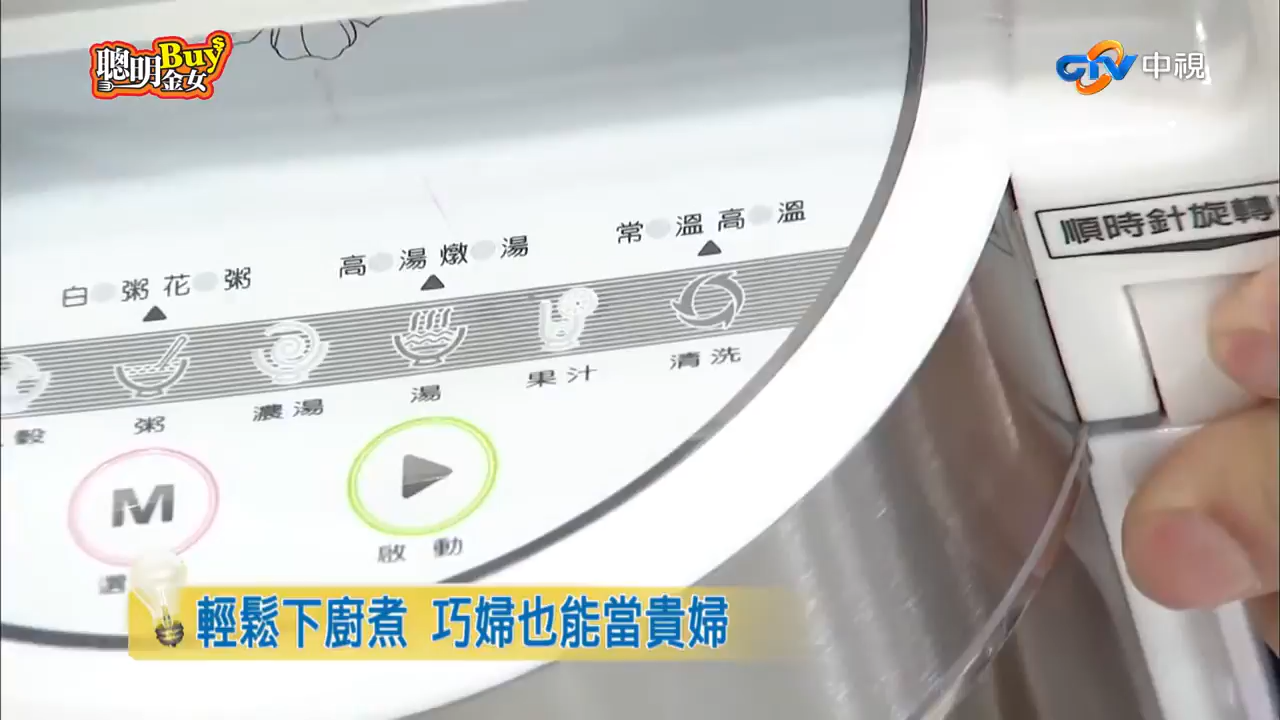 聰明Buy金女
CTV中視
順時針旋轉
常溫 高溫
高湯 燉湯
白粥 花粥
穀 粥 濃湯 湯 果汁 清洗
M
選
啟動
輕鬆下廚煮 巧婦也能當貴婦